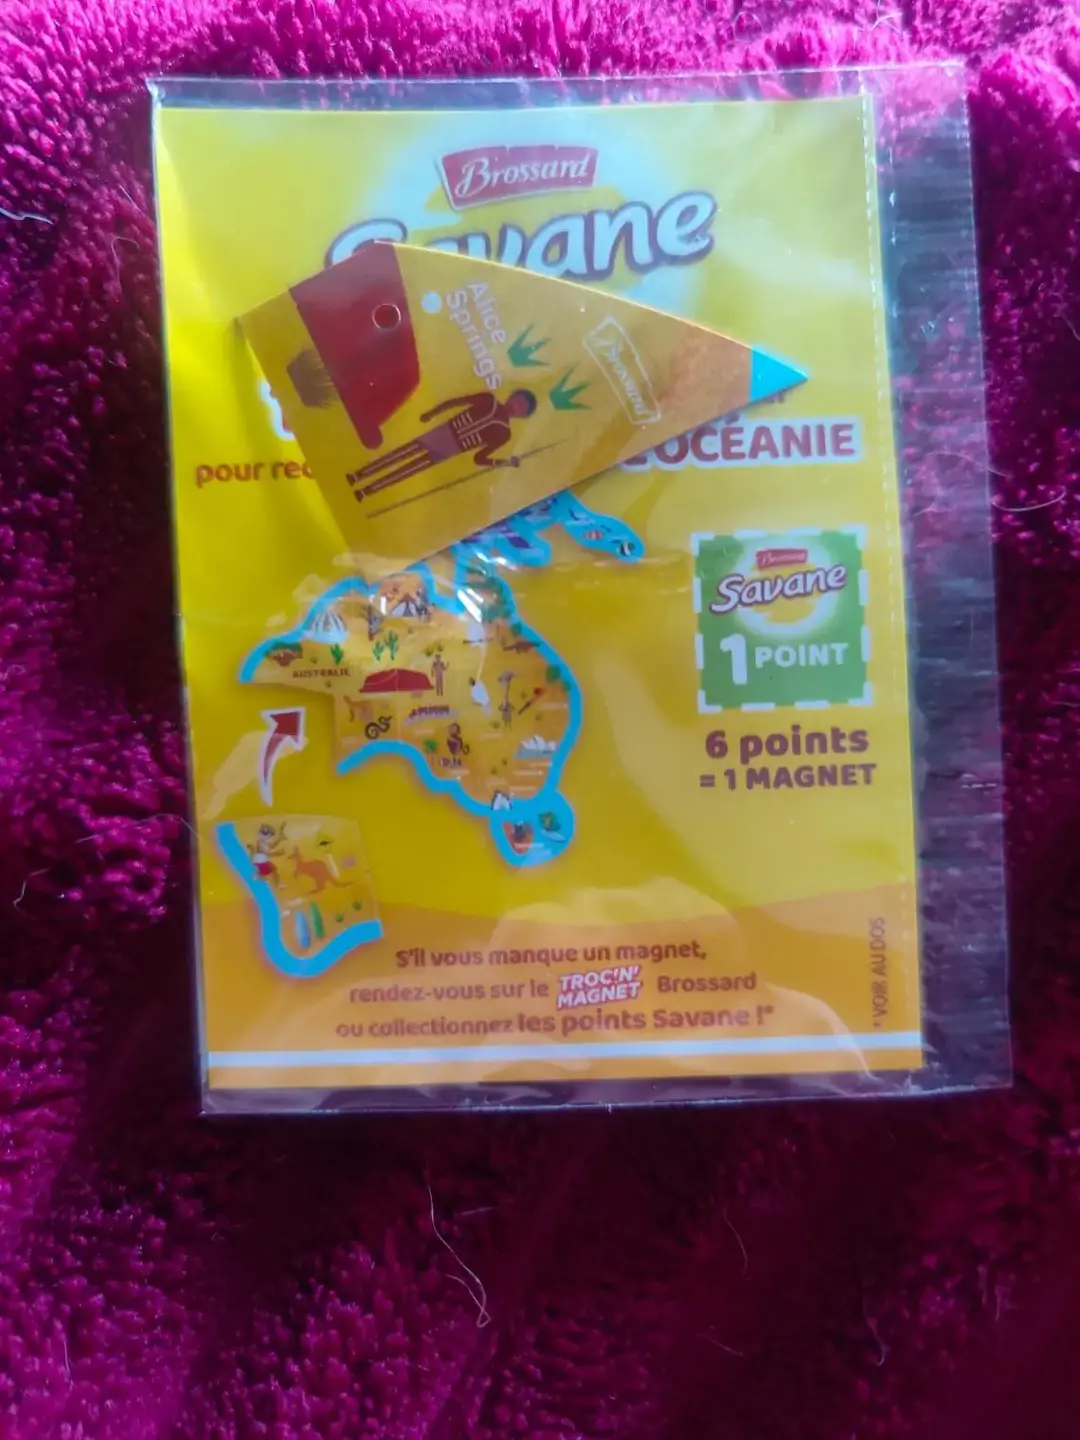 Brossard
Savane
Alice
Springs
Brossard
pour rec
L'OCÉANIE
Brossard
Savane
1 POINT
6 points
= 1 MAGNET
AUSTRALIE
S'il vous manque un magnet,
rendez-vous sur le TROC'N' MAGNET Brossard
ou collectionnez les points Savane !*
* VOIR AU DOS